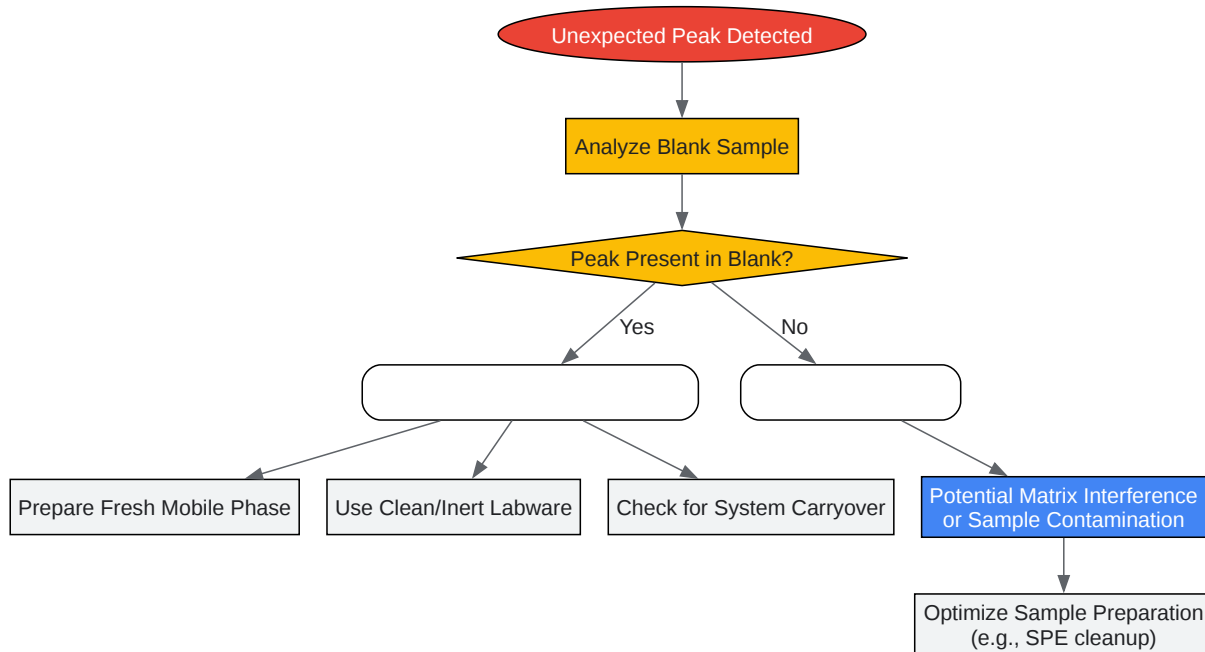 Unexpected Peak Detected
Analyze Blank Sample
Peak Present in Blank?
Yes
No
Prepare Fresh Mobile Phase
Use Clean/Inert Labware
Check for System Carryover
Potential Matrix Interference
or Sample Contamination
Optimize Sample Preparation
(e.g., SPE cleanup)